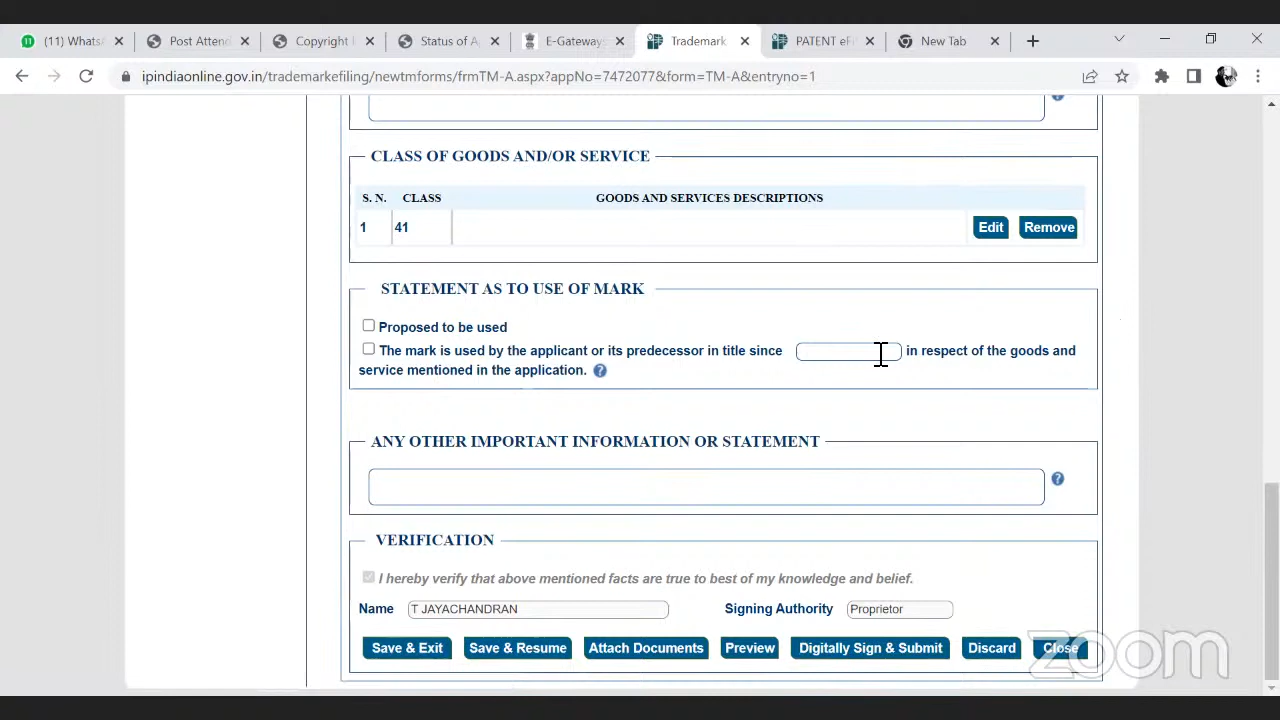 (11) Whats
Post Attend
Copyright
Status of A
E-Gateway
Trademark
PATENT eFi
New Tab
ipindiaonline.gov.in/trademarkefiling/newtmforms/frmTM-A.aspx?appNo=7472077&form=TM-A&entryno=1
CLASS OF GOODS AND/OR SERVICE
S. N. CLASS GOODS AND SERVICES DESCRIPTIONS
1 41 Edit Remove
STATEMENT AS TO USE OF MARK
Proposed to be used
The mark is used by the applicant or its predecessor in title since in respect of the goods and
service mentioned in the application. ?
ANY OTHER IMPORTANT INFORMATION OR STATEMENT
?
VERIFICATION
I hereby verify that above mentioned facts are true to best of my knowledge and belief.
Name T JAYACHANDRAN Signing Authority Proprietor
Save & Exit Save & Resume Attach Documents Preview Digitally Sign & Submit Discard Close
zoom